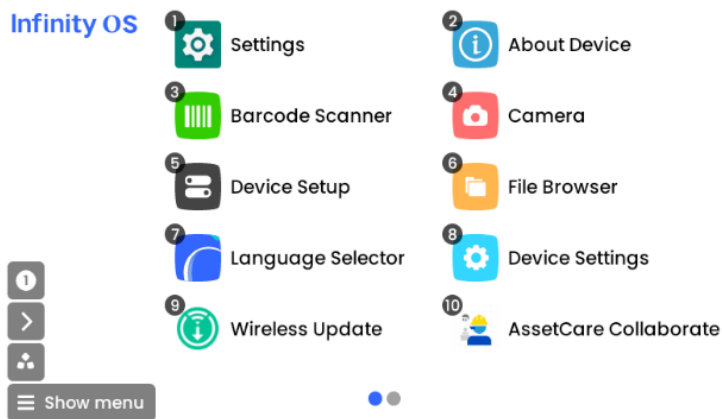 Infinity OS
1 Settings
2 About Device
3 Barcode Scanner
4 Camera
5 Device Setup
6 File Browser
7 Language Selector
8 Device Settings
9 Wireless Update
10 AssetCare Collaborate
1
Show menu